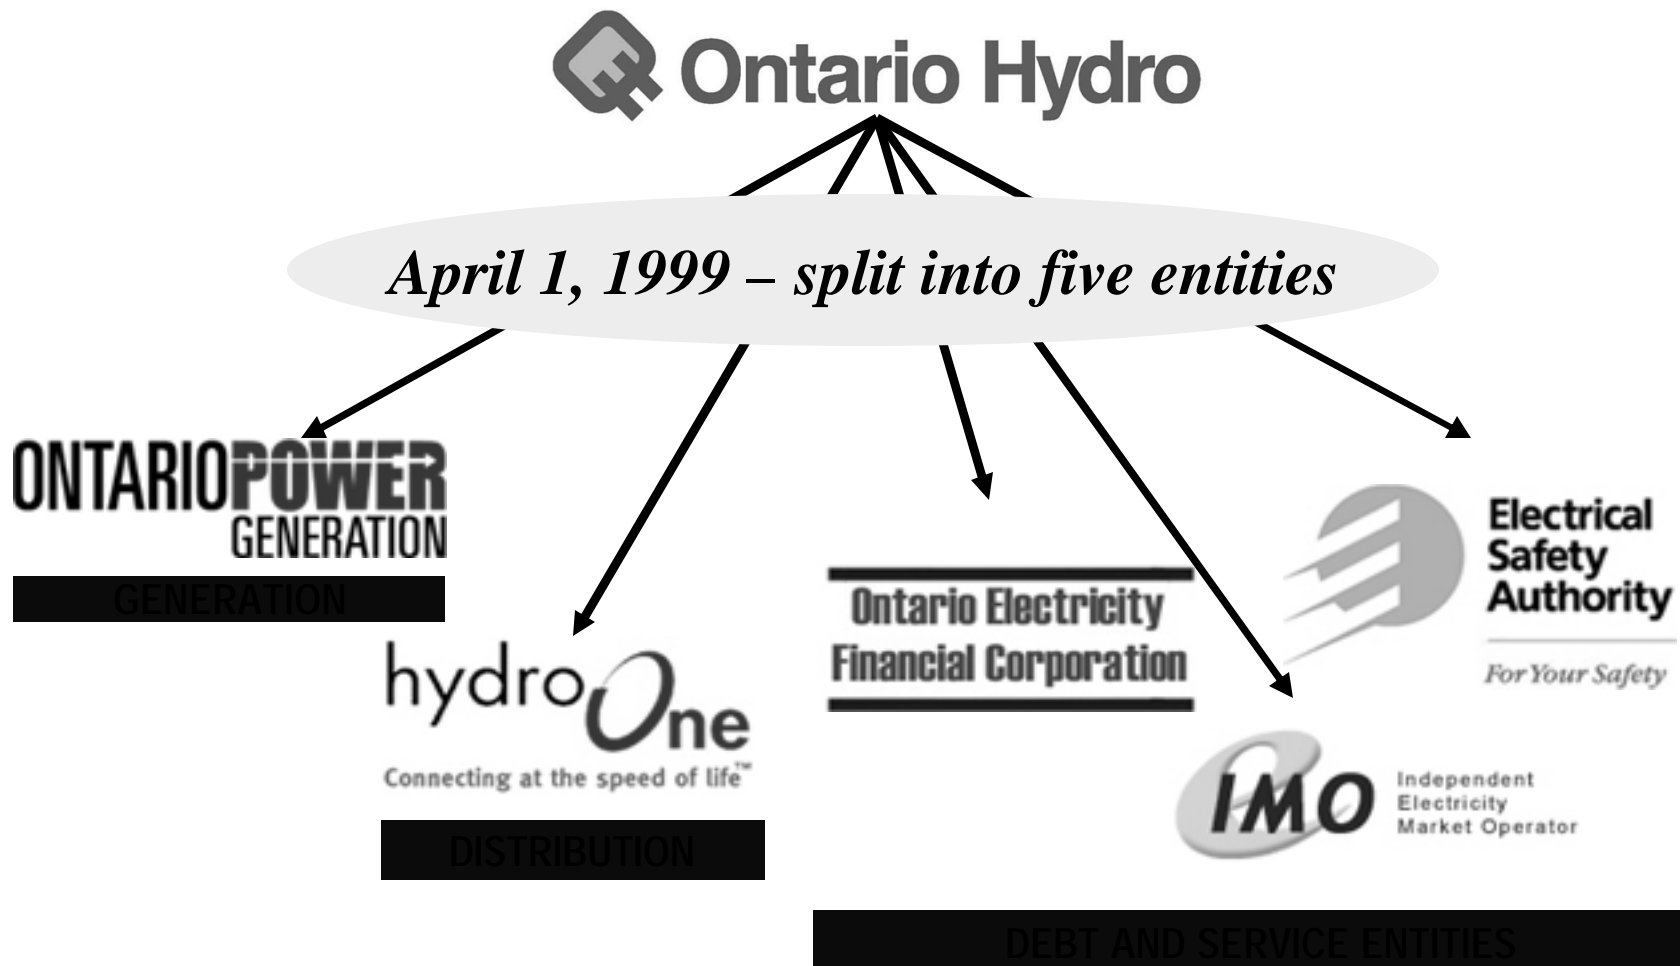 Ontario Hydro
April 1, 1999 – split into five entities
ONTARIOPOWER
GENERATION
GENERATION
hydroOne
Connecting at the speed of life™
DISTRIBUTION
Ontario Electricity
Financial Corporation
Electrical
Safety
Authority
For Your Safety
IMO
Independent
Electricity
Market Operator
DEBT AND SERVICE ENTITIES